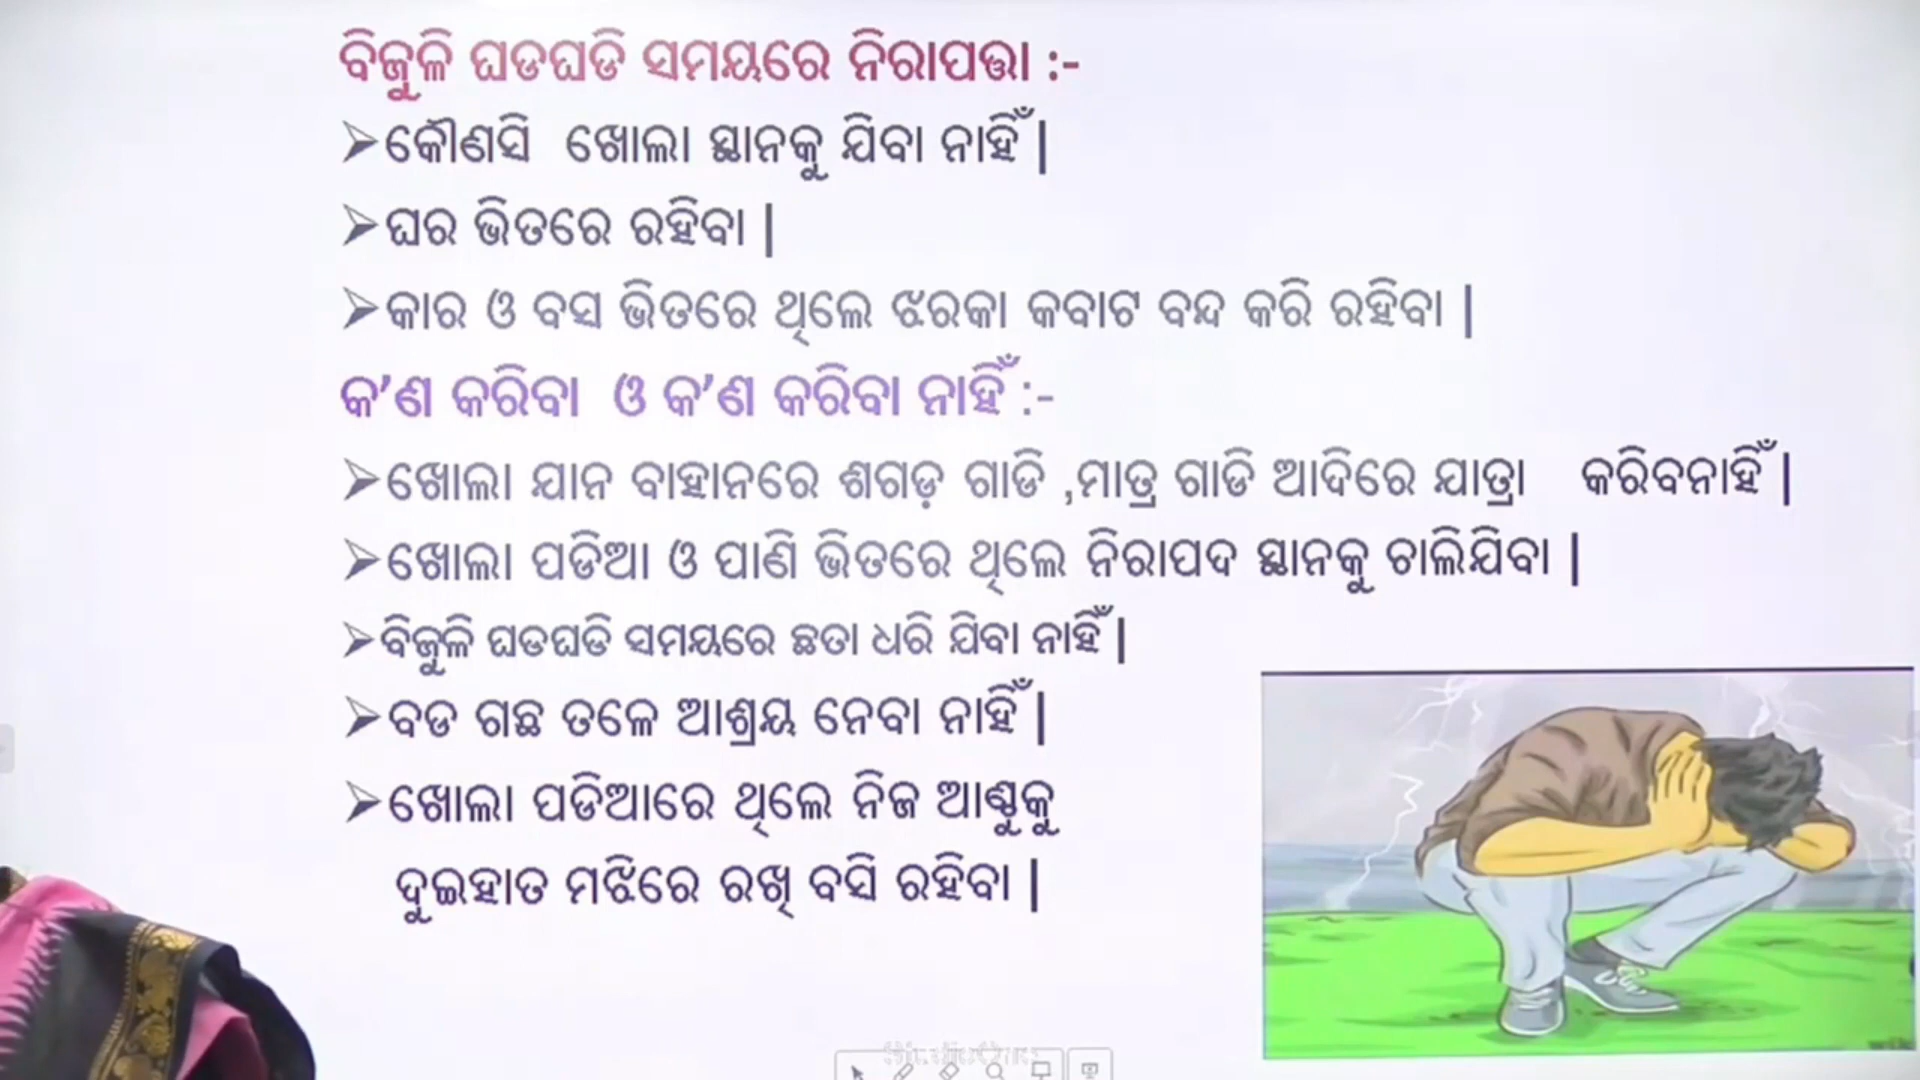 ବିଜୁଳି ଘଡଘଡି ସମୟରେ ନିରାପତ୍ତା :-
➢କୌଣସି ଖୋଲା ସ୍ଥାନକୁ ଯିବା ନାହିଁ |
➢ଘର ଭିତରେ ରହିବା |
➢କାର ଓ ବସ ଭିତରେ ଥିଲେ ଝରକା କବାଟ ବନ୍ଦ କରି ରହିବା |
କ’ଣ କରିବା ଓ କ’ଣ କରିବା ନାହିଁ :-
➢ଖୋଲା ଯାନ ବାହାନରେ ଶଗଡ଼ ଗାଡି ,ମାତ୍ର ଗାଡି ଆଦିରେ ଯାତ୍ରା କରିବନାହିଁ |
➢ଖୋଲା ପଡିଆ ଓ ପାଣି ଭିତରେ ଥିଲେ ନିରାପଦ ସ୍ଥାନକୁ ଚାଲିଯିବା |
➢ବିଜୁଳି ଘଡଘଡି ସମୟରେ ଛତା ଧରି ଯିବା ନାହିଁ |
➢ବଡ ଗଛ ତଳେ ଆଶ୍ରୟ ନେବା ନାହିଁ |
➢ଖୋଲା ପଡିଆରେ ଥିଲେ ନିଜ ଆଣ୍ଠୁକୁ
ଦୁଇହାତ ମଝିରେ ରଖି ବସି ରହିବା |